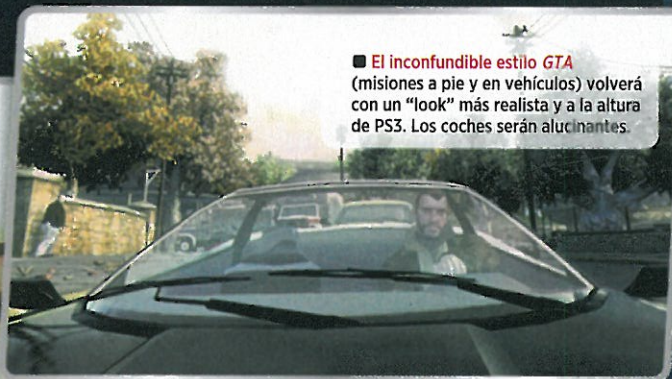 ■ El inconfundible estilo GTA
(misiones a pie y en vehículos) volverá
con un “look” más realista y a la altura
de PS3. Los coches serán alucinantes.